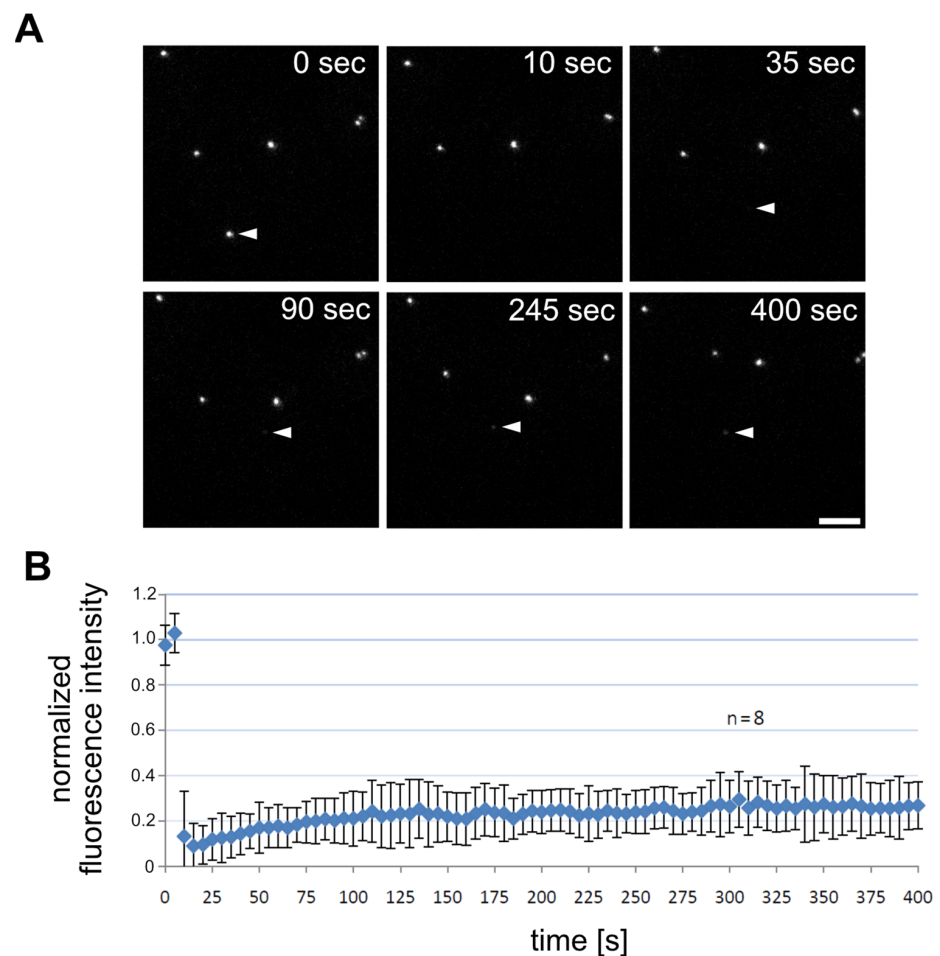 A
0 sec
10 sec
35 sec
90 sec
245 sec
400 sec
B
normalized
fluorescence intensity
1.2
1.0
0.8
0.6
0.4
0.2
0
n=8
0 25 50 75 100 125 150 175 200 225 250 275 300 325 350 375 400
time [s]